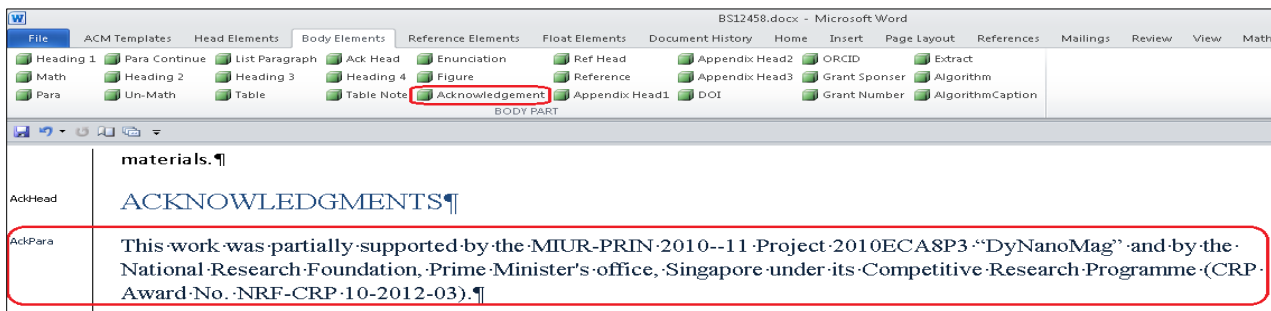 BS12458.docx - Microsoft Word
File ACM Templates Head Elements Body Elements Reference Elements Float Elements Document History Home Insert Page Layout References Mailings Review View Math
Heading 1 Para Continue List Paragraph Ack Head Enunciation Ref Head Appendix Head2 ORCID Extract
Math Heading 2 Heading 3 Heading 4 Figure Reference Appendix Head3 Grant Sponser Algorithm
Para Un-Math Table Table Note Acknowledgement Appendix Head1 DOI Grant Number AlgorithmCaption
BODY PART
materials.¶
AckHead ACKNOWLEDGMENTS¶
AckPara This·work·was·partially·supported·by·the·MIUR-PRIN·2010--11·Project·2010ECA8P3·“DyNanoMag”·and·by·the·
National·Research·Foundation,·Prime·Minister's·office,·Singapore·under·its·Competitive·Research·Programme·(CRP·
Award·No.·NRF-CRP·10-2012-03).¶